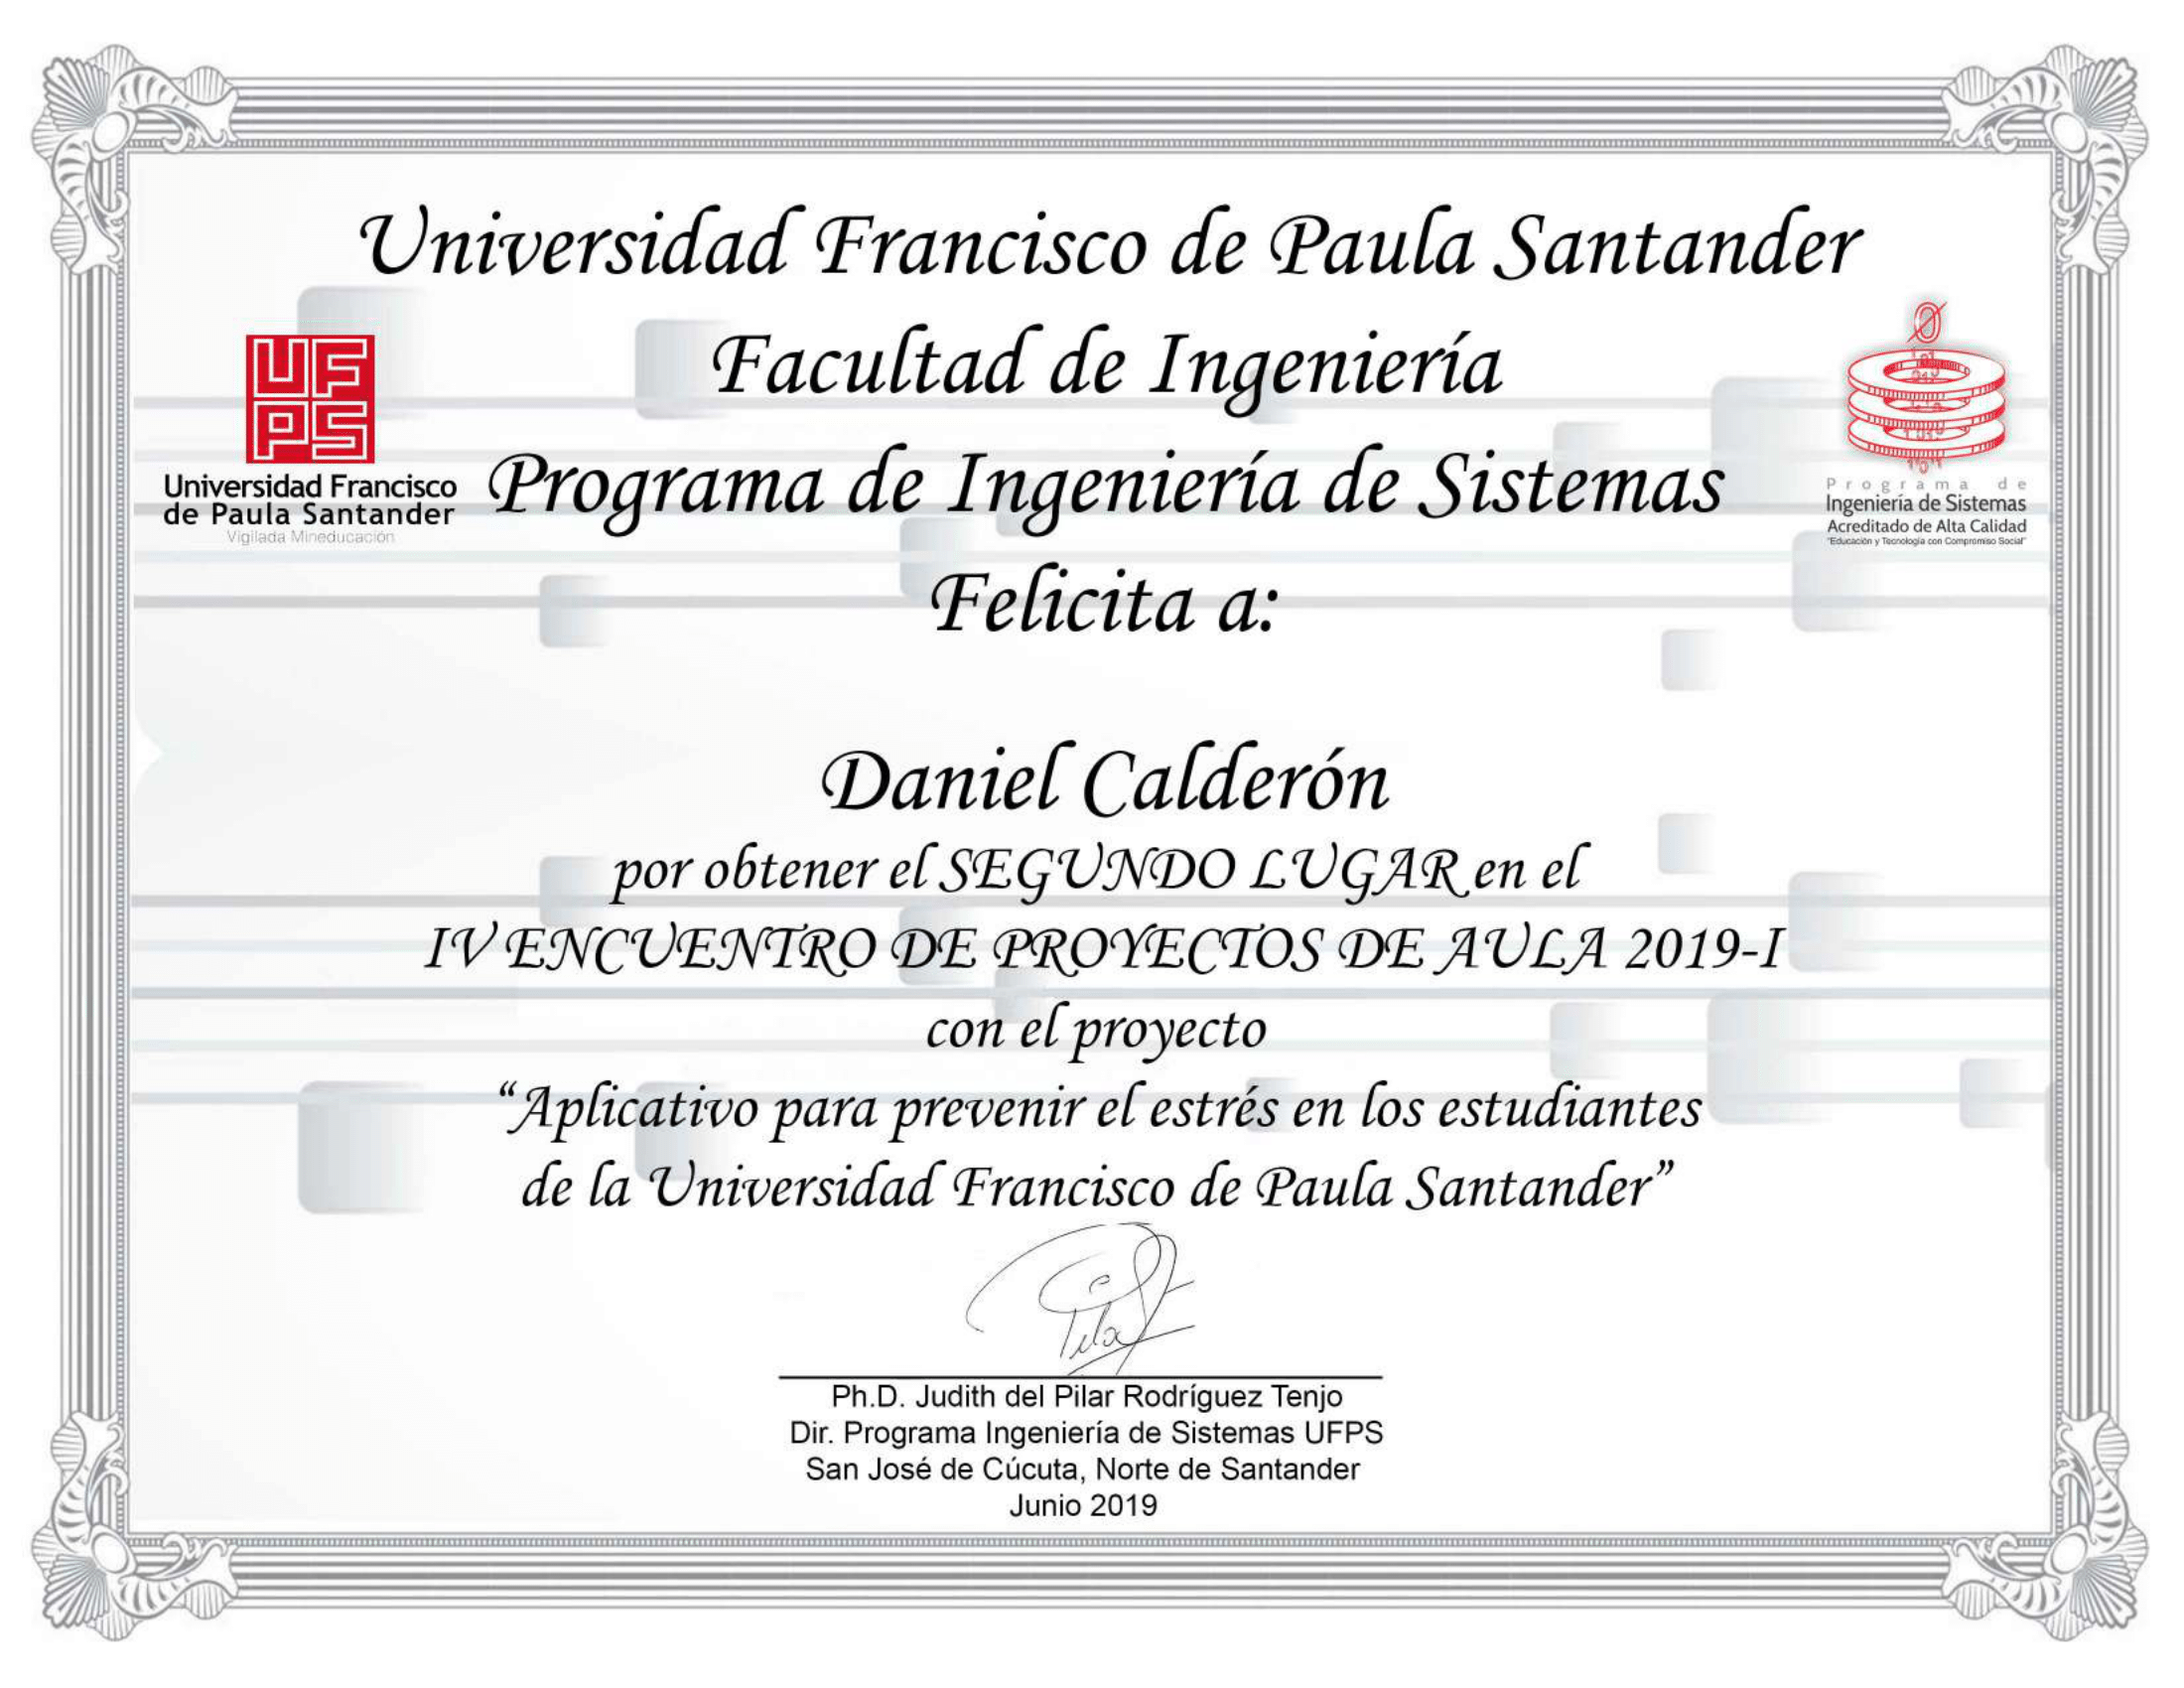 Universidad Francisco de Paula Santander
Facultad de Ingeniería
Programa de Ingeniería de Sistemas
Felicita a:
UF
PS
Universidad Francisco
de Paula Santander
Vigilada Mineducación
Programa de
Ingeniería de Sistemas
Acreditado de Alta Calidad
"Educación y Tecnología con Compromiso Social"
Daniel Calderón
por obtener el SEGUNDO LUGAR en el
IV ENCUENTRO DE PROYECTOS DE AULA 2019-I
con el proyecto
“Aplicativo para prevenir el estrés en los estudiantes
de la Universidad Francisco de Paula Santander”
Ph.D. Judith del Pilar Rodríguez Tenjo
Dir. Programa Ingeniería de Sistemas UFPS
San José de Cúcuta, Norte de Santander
Junio 2019